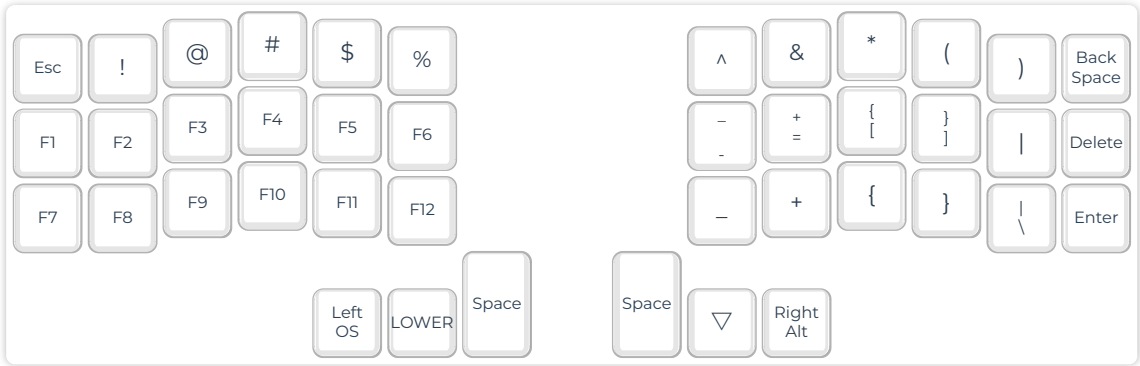 Esc ! @ # $ % ^ & * ( ) Back Space
F1 F2 F3 F4 F5 F6 _ - + = { [ } ] | Delete
F7 F8 F9 F10 F11 F12 _ + { } | \ Enter
Left OS LOWER Space Space ▽ Right Alt